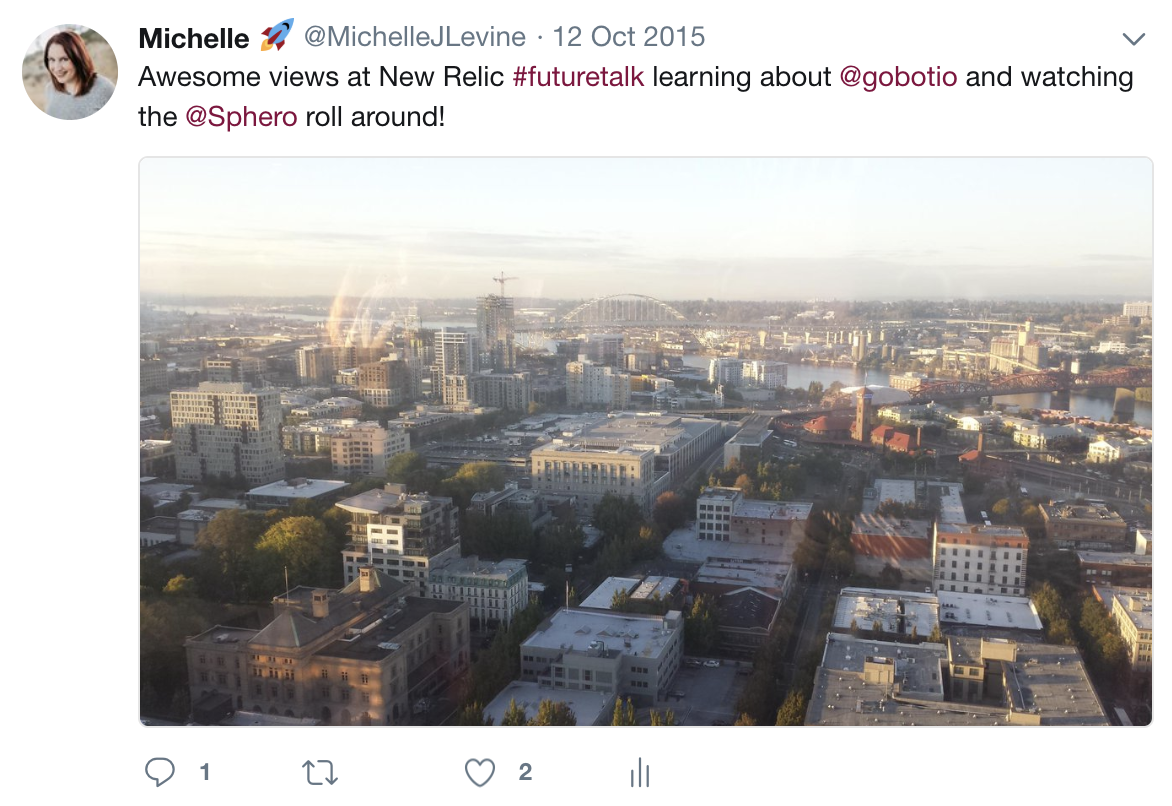 Michelle 🚀 @MichelleJLevine · 12 Oct 2015
Awesome views at New Relic #futuretalk learning about @gobotio and watching
the @Sphero roll around!
1 2